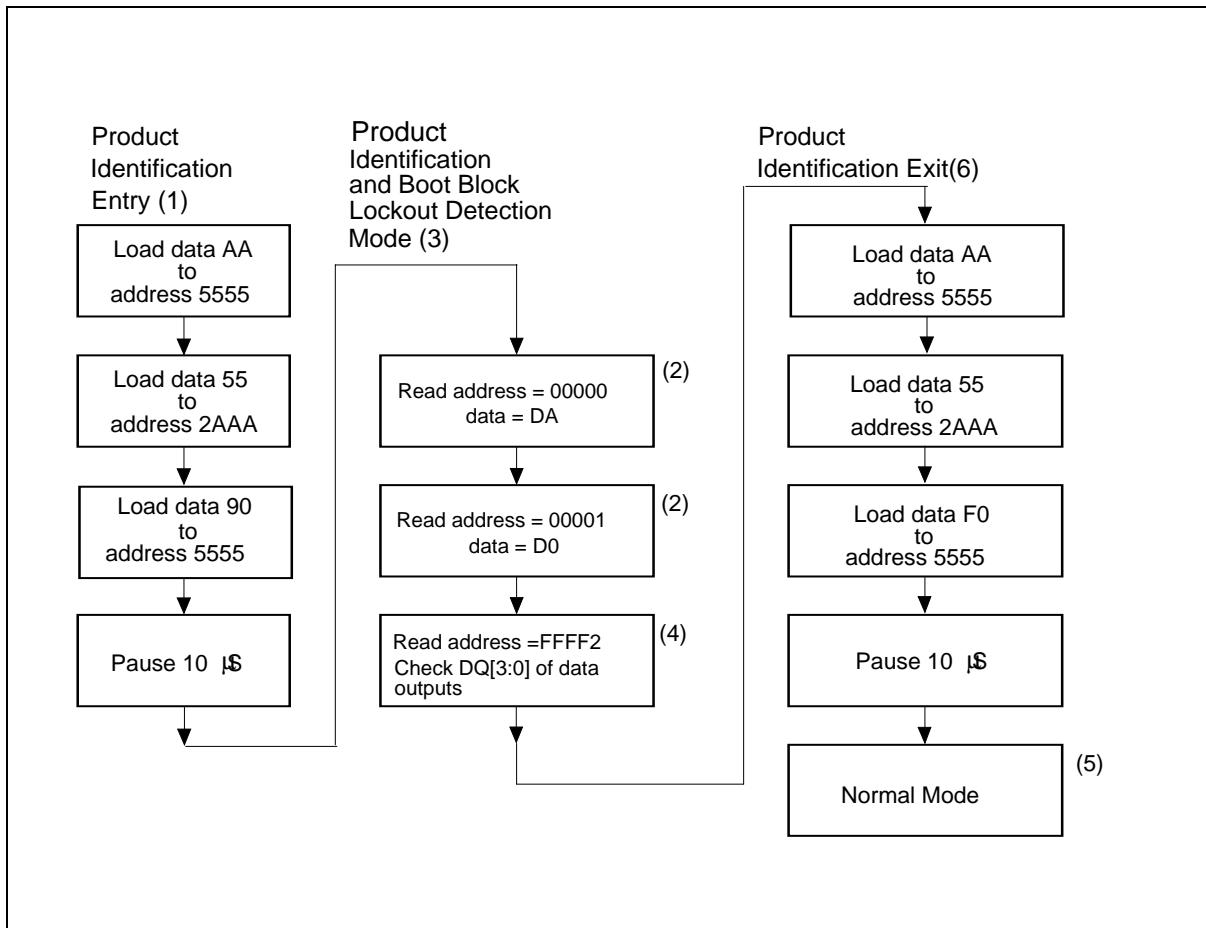 Product
Identification
Entry (1)
Load data AA
to
address 5555
Load data 55
to
address 2AAA
Load data 90
to
address 5555
Pause 10 µS
Product
Identification
and Boot Block
Lockout Detection
Mode (3)
Read address = 00000
data = DA
(2)
Read address = 00001
data = D0
(2)
Read address =FFFF2
Check DQ[3:0] of data
outputs
(4)
Product
Identification Exit(6)
Load data AA
to
address 5555
Load data 55
to
address 2AAA
Load data F0
to
address 5555
Pause 10 µS
Normal Mode
(5)